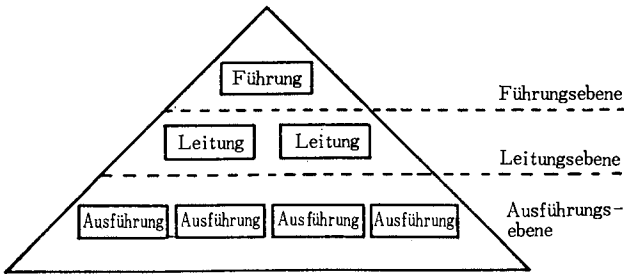 Führung
Führungsebene
Leitung Leitung
Leitungsebene
Ausführung Ausführung Ausführung Ausführung
Ausführungs-
ebene